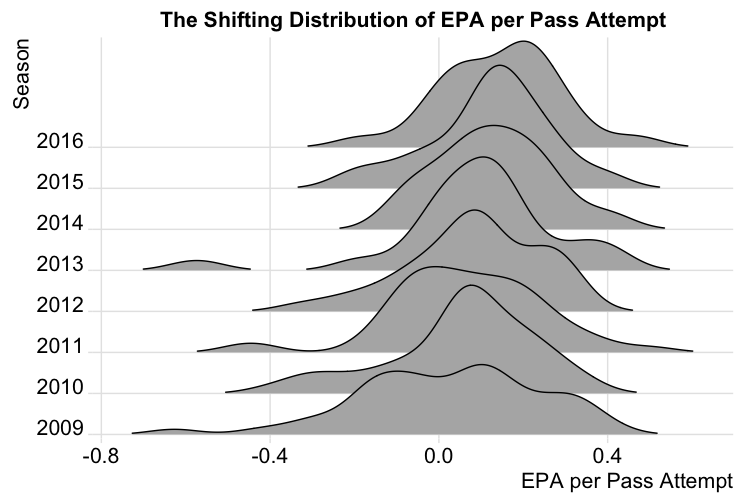 The Shifting Distribution of EPA per Pass Attempt
Season
2016
2015
2014
2013
2012
2011
2010
2009
-0.8 -0.4 0.0 0.4
EPA per Pass Attempt